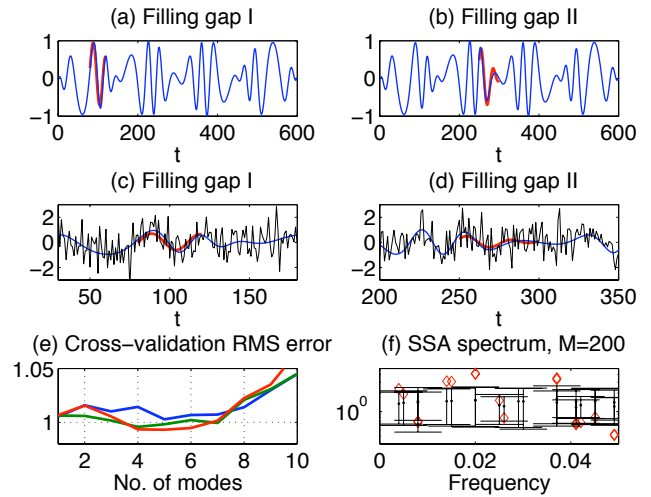 (a) Filling gap I
(b) Filling gap II
1
0
−1
0 200 400 600
t
1
0
−1
0 200 400 600
t
(c) Filling gap I
(d) Filling gap II
2
0
−2
50 100 150
t
2
0
−2
200 250 300 350
t
(e) Cross−validation RMS error
(f) SSA spectrum, M=200
1.05
1
2 4 6 8 10
No. of modes
10^0
0 0.02 0.04
Frequency